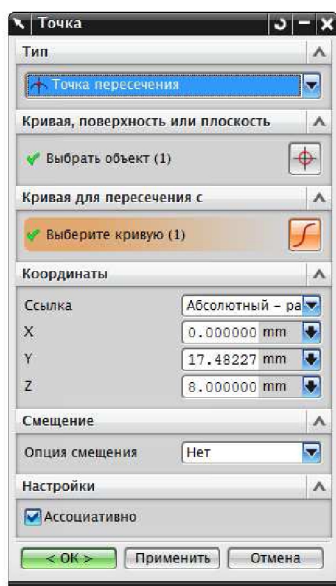 Точка
Тип
Точка пересечения
Кривая, поверхность или плоскость
Выбрать объект (1)
Кривая для пересечения с
Выберите кривую (1)
Координаты
Ссылка Абсолютный – ра
X 0.000000 mm
Y 17.48227 mm
Z 8.000000 mm
Смещение
Опция смещения Нет
Настройки
Ассоциативно
< OK > Применить Отмена